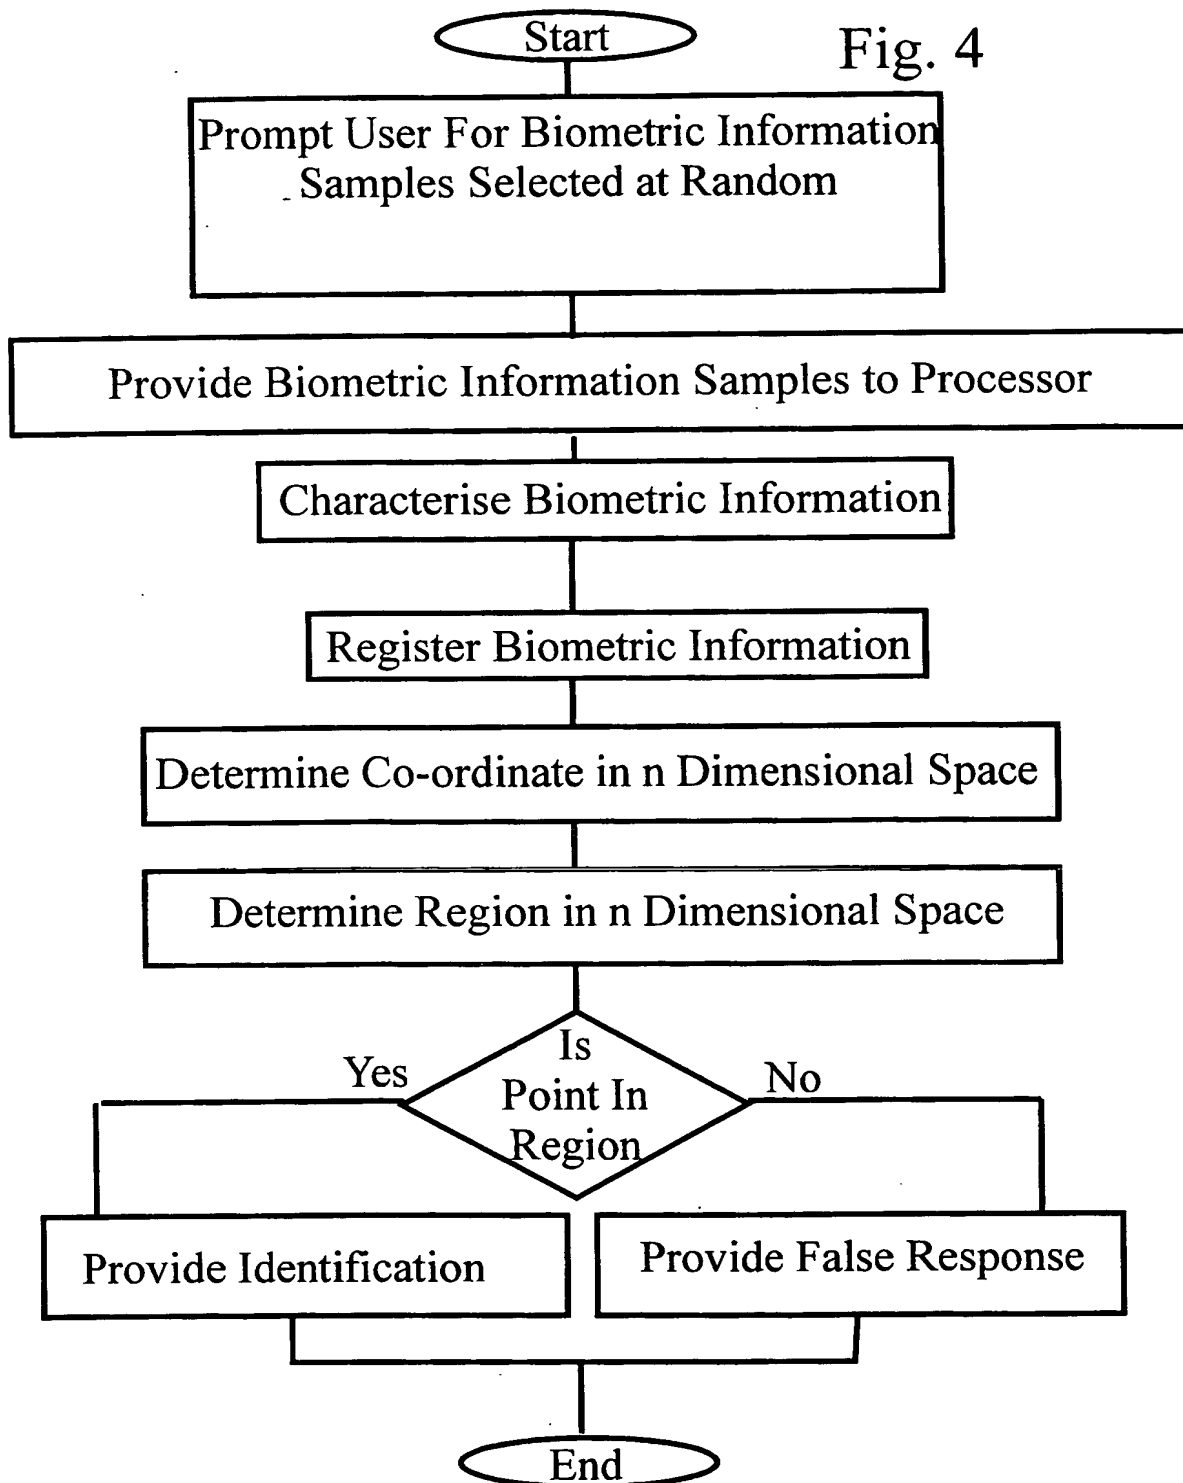 Start
Fig. 4
Prompt User For Biometric Information
Samples Selected at Random
Provide Biometric Information Samples to Processor
Characterise Biometric Information
Register Biometric Information
Determine Co-ordinate in n Dimensional Space
Determine Region in n Dimensional Space
Is
Yes
No
Point In
Region
Provide Identification
Provide False Response
End